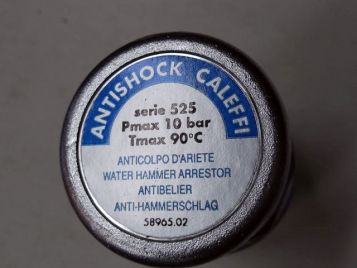 ANTISHOCK CALEFFI
serie 525
Pmax 10 bar
Tmax 90°C
ANTICOLPO D'ARIETE
WATER HAMMER ARRESTOR
ANTIBELIER
ANTI-HAMMERSCHLAG
58965.02